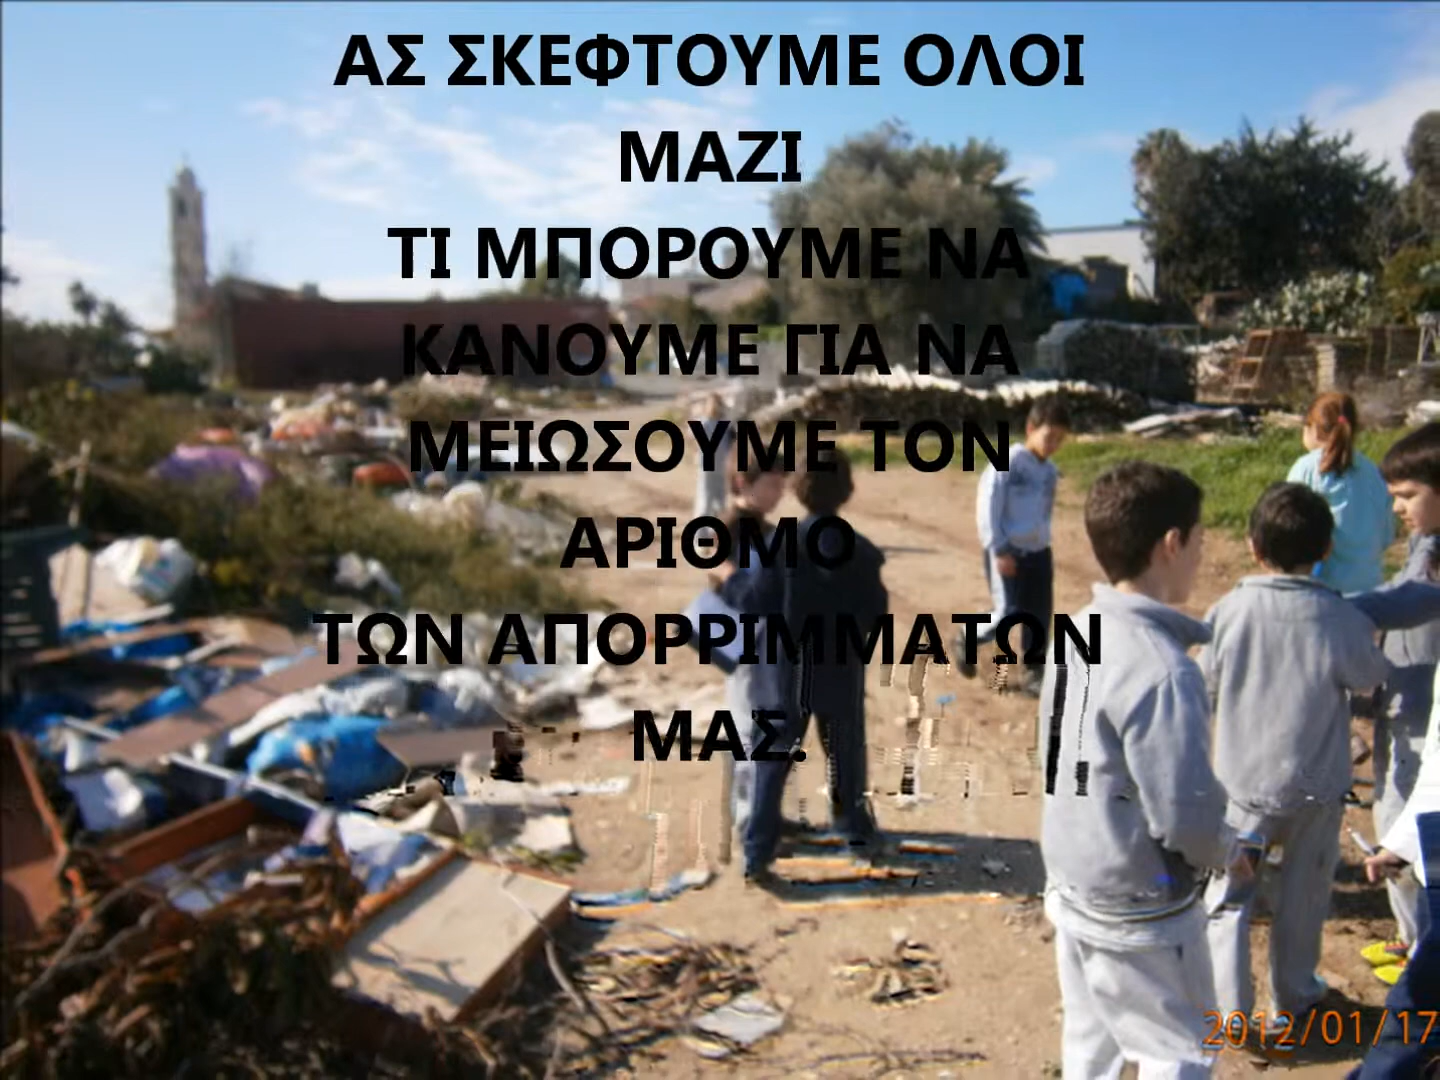 ΑΣ ΣΚΕΦΤΟΥΜΕ ΟΛΟΙ
ΜΑΖΙ
ΤΙ ΜΠΟΡΟΥΜΕ ΝΑ
ΚΑΝΟΥΜΕ ΓΙΑ ΝΑ
ΜΕΙΩΣΟΥΜΕ ΤΟΝ
ΑΡΙΘΜΟ
ΤΩΝ ΑΠΟΡΡΙΜΜΑΤΩΝ
ΜΑΣ.
2012/01/17